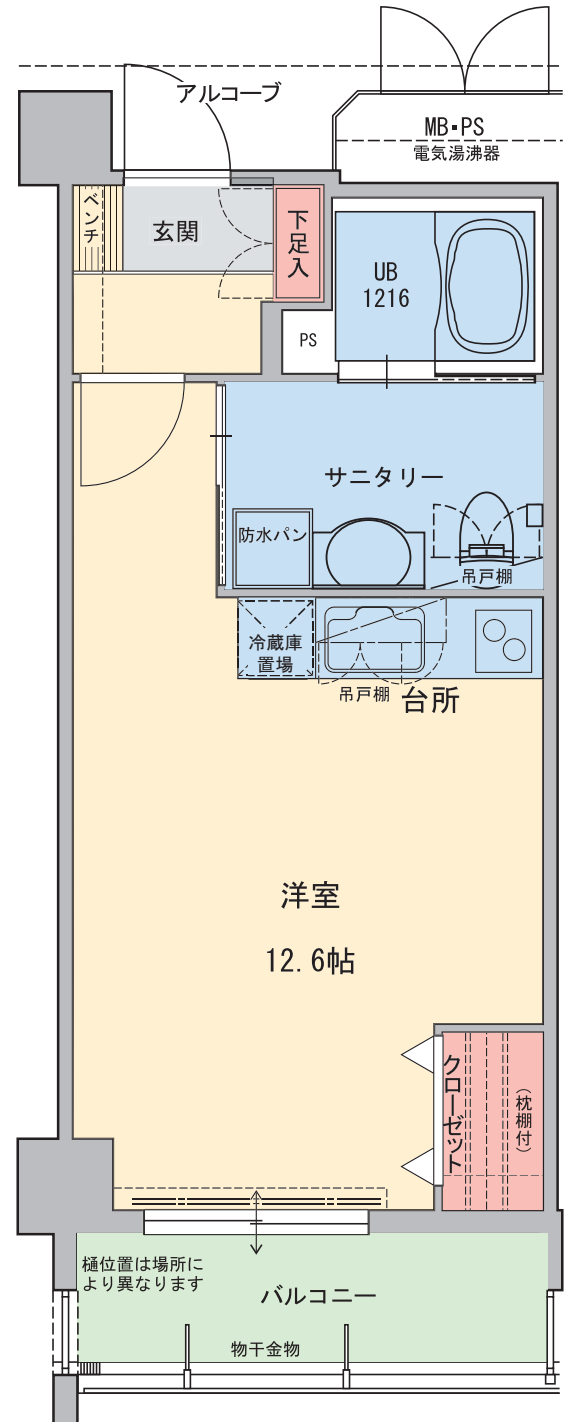 アルコーブ
MB・PS
電気湯沸器
ベンチ
玄関
下足入
UB
1216
PS
サニタリー
防水パン
吊戸棚
冷蔵庫
置場
吊戸棚
台所
洋室
12.6帖
クローゼット
(枕棚付)
樋位置は場所に
より異なります
バルコニー
物干金物